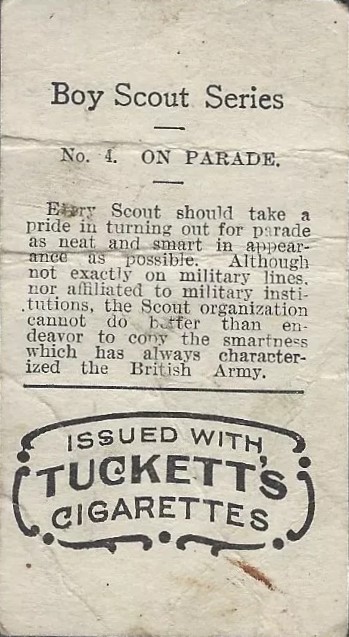 Boy Scout Series
No. 4. ON PARADE.
Every Scout should take a
pride in turning out for parade
as neat and smart in appear-
ance as possible. Although
not exactly on military lines,
nor affiliated to military insti-
tutions, the Scout organization
cannot do better than en-
deavor to copy the smartness
which has always character-
ized the British Army.
ISSUED WITH
TUCKETT'S
CIGARETTES